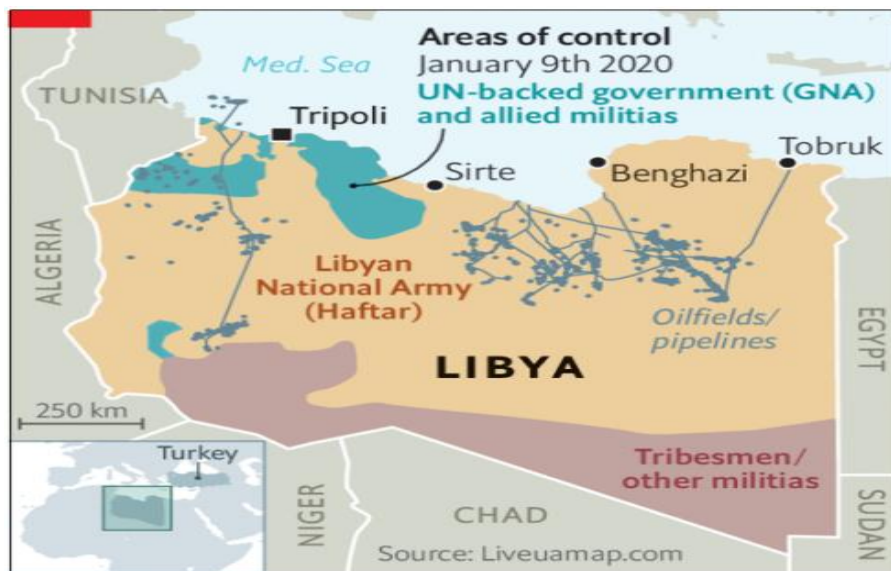 Areas of control
January 9th 2020
UN-backed government (GNA)
and allied militias
Med. Sea
TUNISIA
Tripoli
Sirte
Benghazi
Tobruk
ALGERIA
Libyan
National Army
(Haftar)
Oilfields/
pipelines
EGYPT
LIBYA
250 km
Turkey
Tribesmen/
other militias
NIGER
CHAD
SUDAN
Source: Liveuamap.com